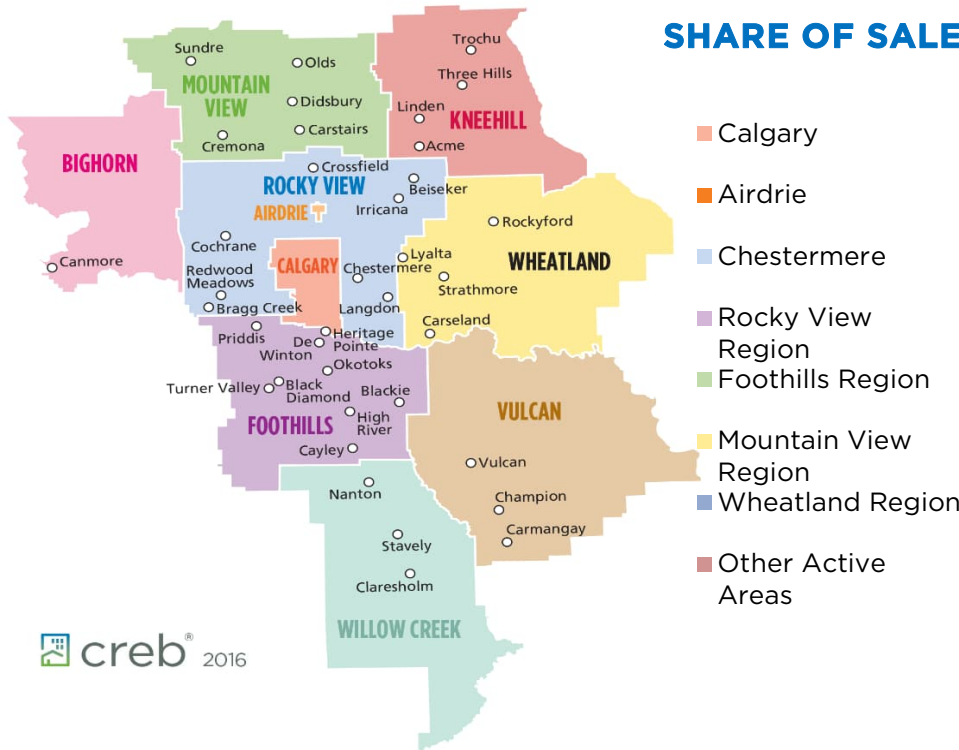 SHARE OF SALE
Sundre
Olds
MOUNTAIN
VIEW
Didsbury
Carstairs
Cremona
Trochu
Three Hills
Linden
KNEEHILL
Acme
BIGHORN
Canmore
Crossfield
ROCKY VIEW
Beiseker
AIRDRIE
Irricana
Cochrane
CALGARY
Chestermere
Redwood
Meadows
Bragg Creek
Langdon
Rockyford
Lyalta
WHEATLAND
Strathmore
Carseland
Priddis
De
Winton
Heritage
Pointe
Okotoks
Turner Valley
Black
Diamond
Blackie
FOOTHILLS
High
River
Cayley
VULCAN
Vulcan
Champion
Carmangay
Nanton
Stavely
Claresholm
WILLOW CREEK
creb® 2016
Calgary
Airdrie
Chestermere
Rocky View
Region
Foothills Region
Mountain View
Region
Wheatland Region
Other Active
Areas